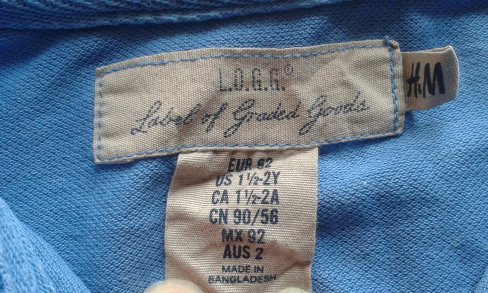 L.O.G.G.©
Label of Graded Goods
H&M
EUR 92
US 1½-2Y
CA 1½-2A
CN 90/56
MX 92
AUS 2
MADE IN
BANGLADESH